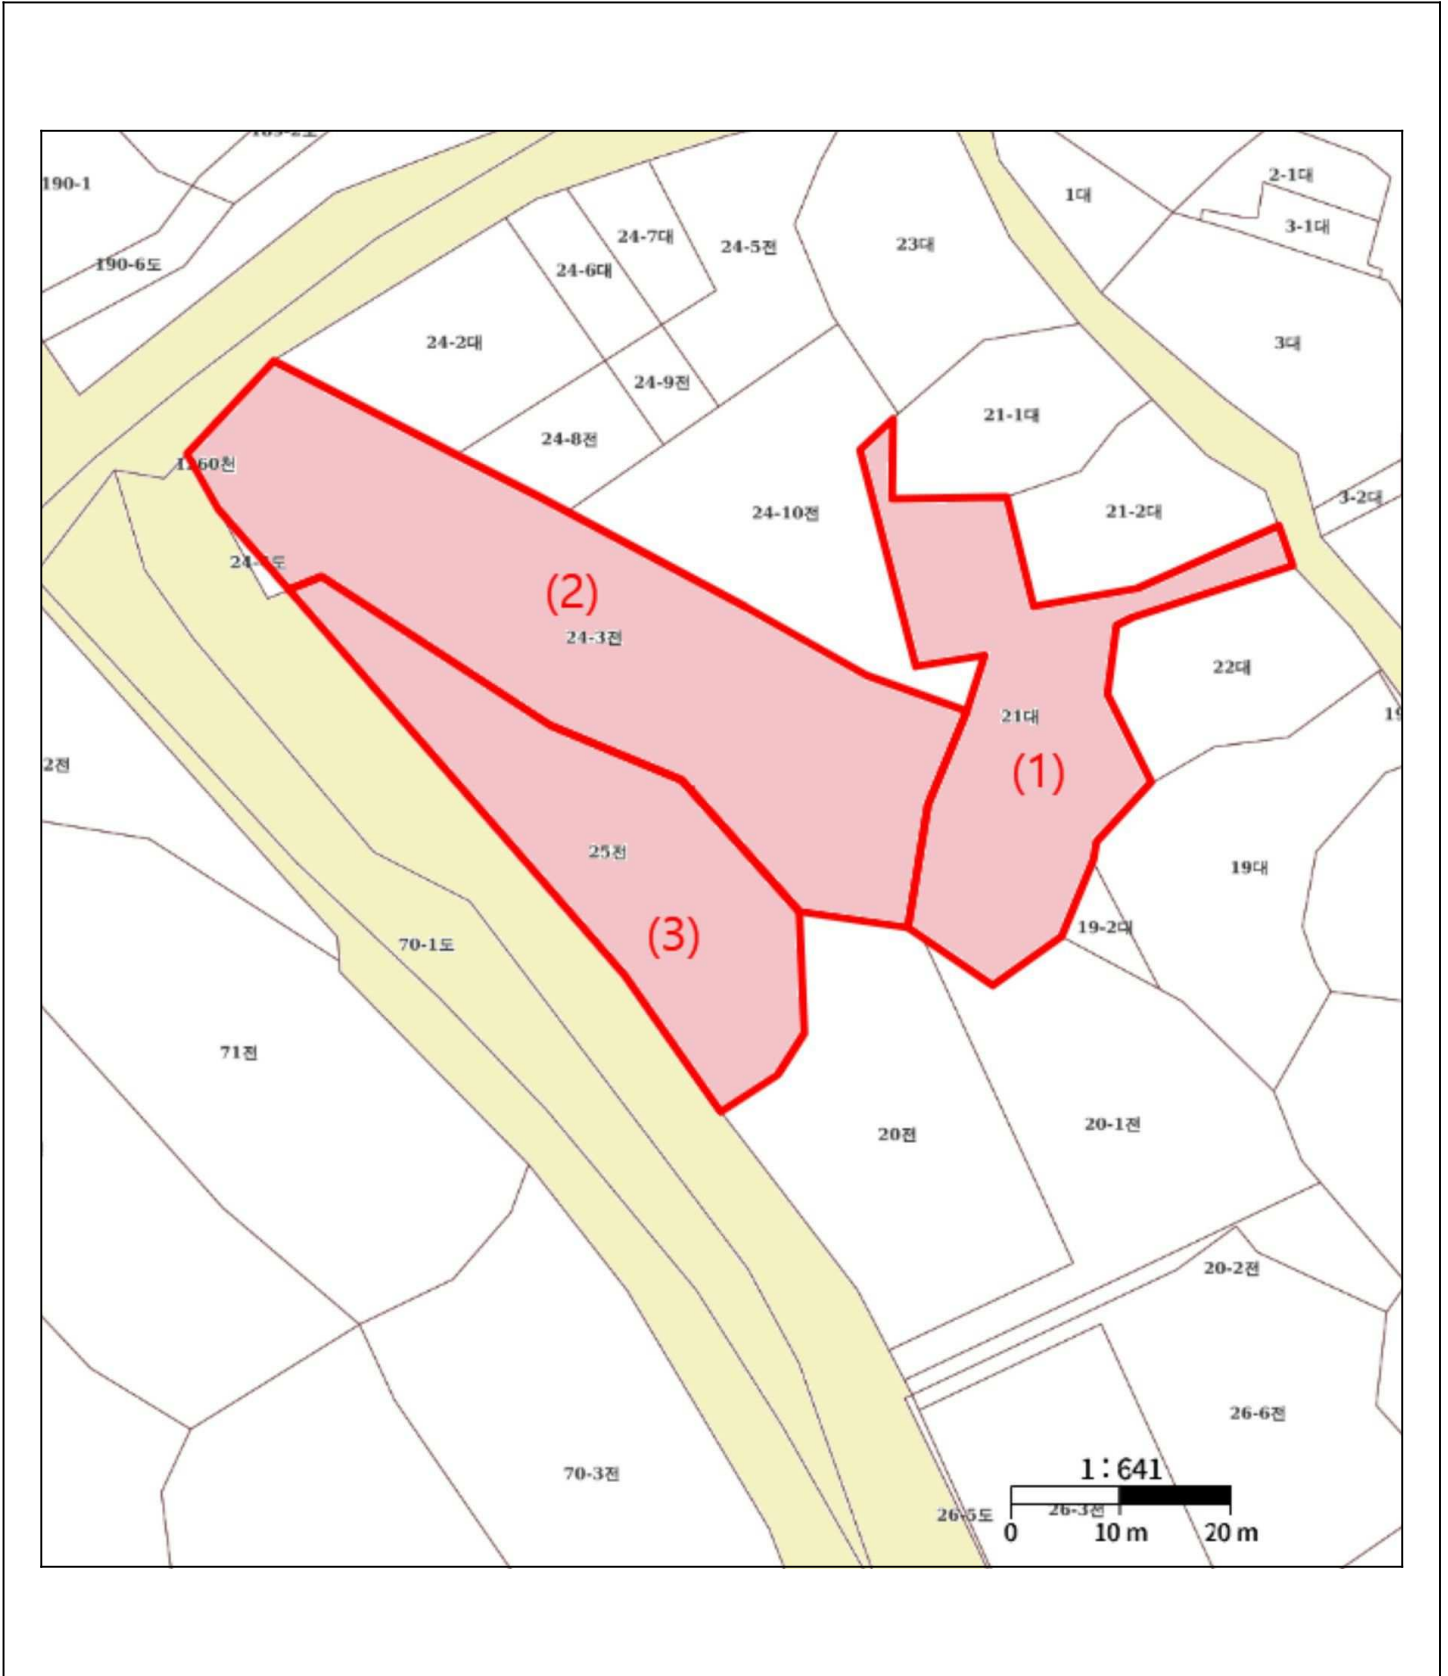 190-1
190-6도
2-1대
1대
3-1대
24-7대
24-5전
23대
24-6대
24-2대
3대
24-9전
21-1대
24-8전
1260천
3-2대
24-10전
21-2대
(2)
24-3전
22대
21대
19
2전
(1)
25전
19대
(3)
19-2대
70-1도
71전
20전
20-1전
20-2전
26-6전
1:641
70-3전
26-3전
26-5도
0
10 m
20 m